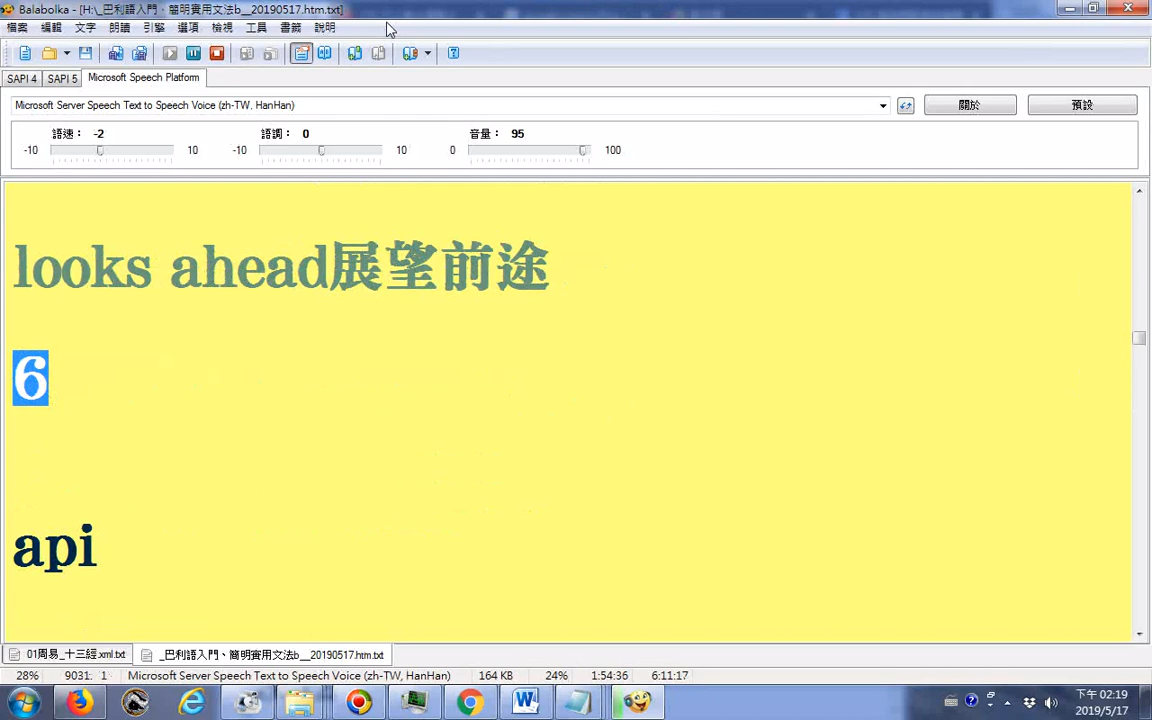 Balabolka - [H:\_巴利語入門、簡明實用文法b__20190517.htm.txt]
檔案 編輯 文字 朗讀 引擎 選項 檢視 工具 書籤 說明
SAPI 4 SAPI 5 Microsoft Speech Platform
Microsoft Server Speech Text to Speech Voice (zh-TW, HanHan) 關於 預設
語速： -2 語調： 0 音量： 95
-10 10 -10 10 0 100
looks ahead展望前途
6
api
01周易_十三經.xml.txt _巴利語入門、簡明實用文法b__20190517.htm.txt
28% 9031: 1 Microsoft Server Speech Text to Speech Voice (zh-TW, HanHan) 164 KB 24% 1:54:36 6:11:17
下午 02:19
2019/5/17